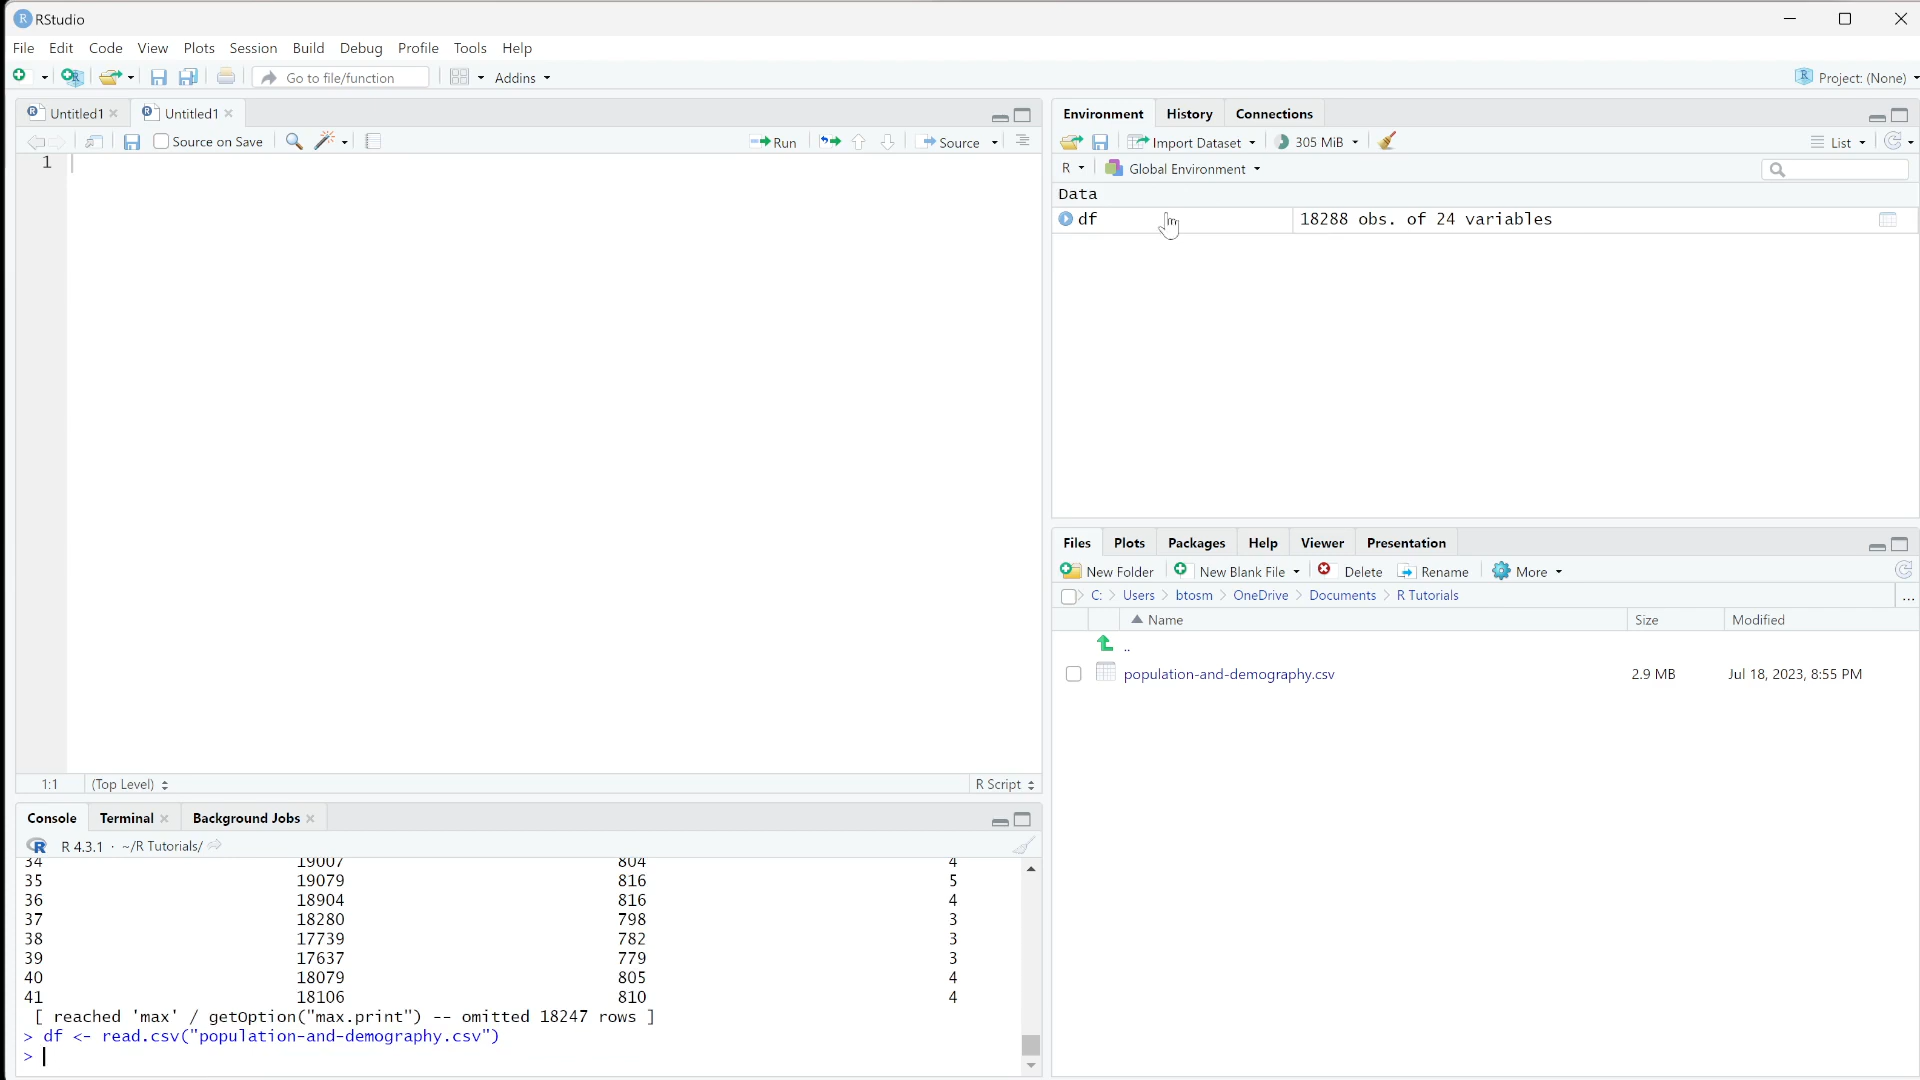 RStudio
File Edit Code View Plots Session Build Debug Profile Tools Help
Go to file/function Addins Project: (None)
Untitled1 Untitled1
Source on Save Run Source
1
1:1 (Top Level) R Script
Console Terminal Background Jobs
R 4.3.1 · ~/R Tutorials/
34 19007 804 4
35 19079 816 5
36 18904 816 4
37 18280 798 3
38 17739 782 3
39 17637 779 3
40 18079 805 4
41 18106 810 4
[ reached 'max' / getOption("max.print") -- omitted 18247 rows ]
> df <- read.csv("population-and-demography.csv")
>
Environment History Connections
Import Dataset 305 MiB List
R Global Environment
Data
df 18288 obs. of 24 variables
Files Plots Packages Help Viewer Presentation
New Folder New Blank File Delete Rename More
C: > Users > btosm > OneDrive > Documents > R Tutorials ...
Name Size Modified
..
population-and-demography.csv 2.9 MB Jul 18, 2023, 8:55 PM